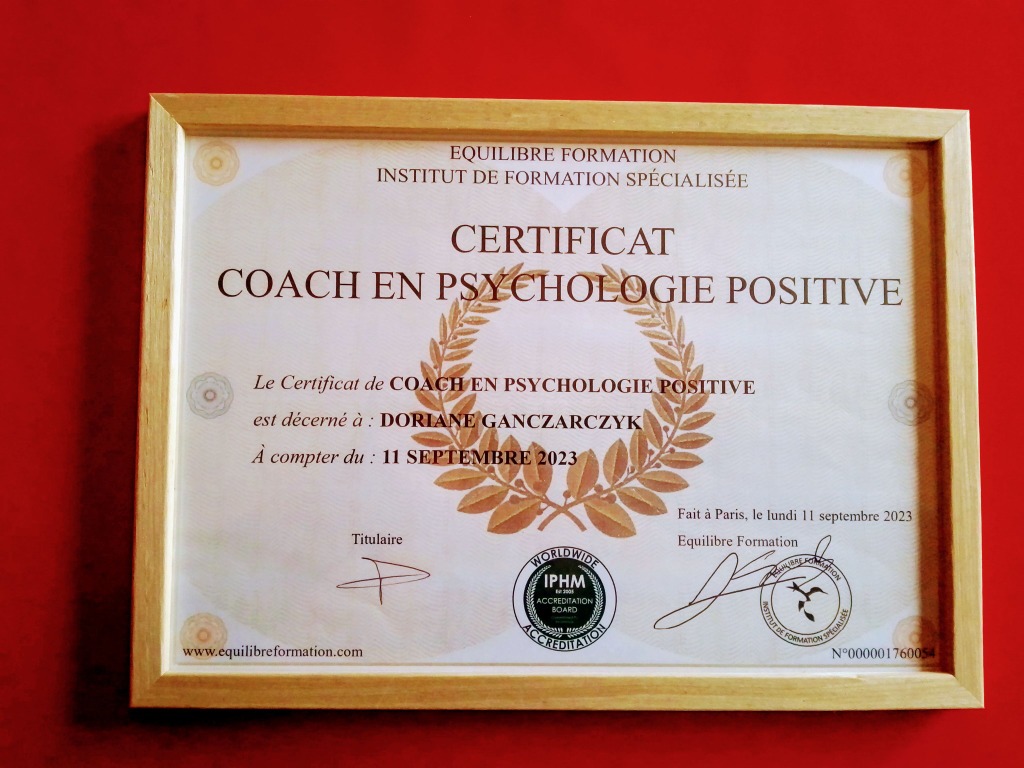 EQUILIBRE FORMATION
INSTITUT DE FORMATION SPÉCIALISÉE
CERTIFICAT
COACH EN PSYCHOLOGIE POSITIVE
Le Certificat de COACH EN PSYCHOLOGIE POSITIVE
est décerné à : DORIANE GANCZARCZYK
À compter du : 11 SEPTEMBRE 2023
Fait à Paris, le lundi 11 septembre 2023
Titulaire
Equilibre Formation
WORLDWIDE
IPHM
Est 2005
ACCREDITATION
BOARD
ACCREDITATION
EQUILIBRE FORMATION
INSTITUT DE FORMATION SPÉCIALISÉE
www.equilibreformation.com
N°000001760054